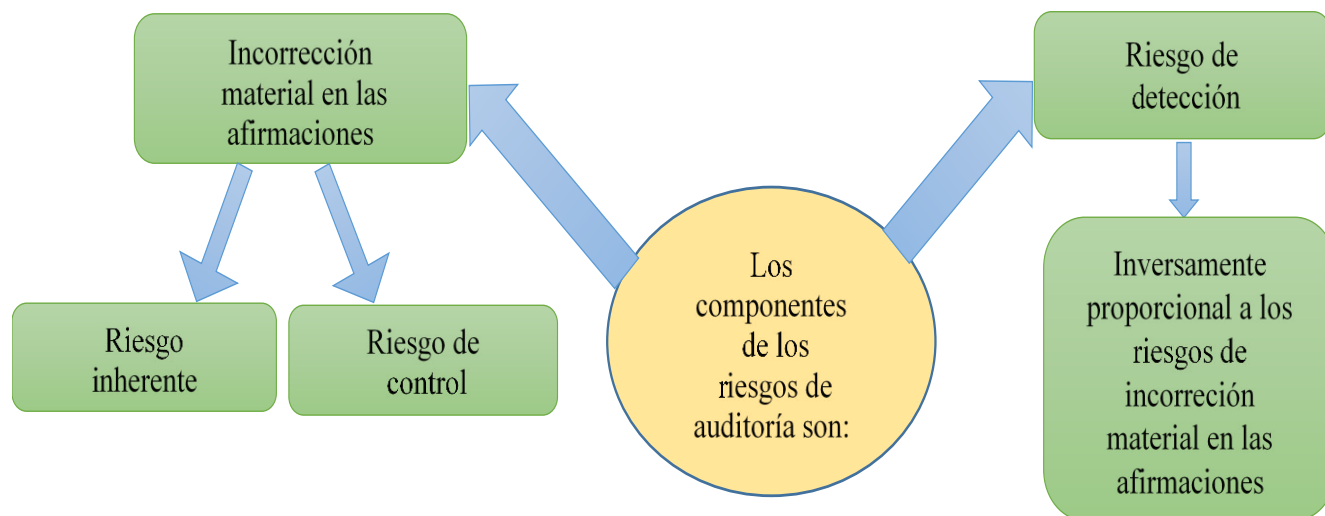 Incorrección
material en las
afirmaciones
Riesgo
inherente
Riesgo de
control
Los
componentes
de los
riesgos de
auditoría son:
Riesgo de
detección
Inversamente
proporcional a los
riesgos de
incorreción
material en las
afirmaciones